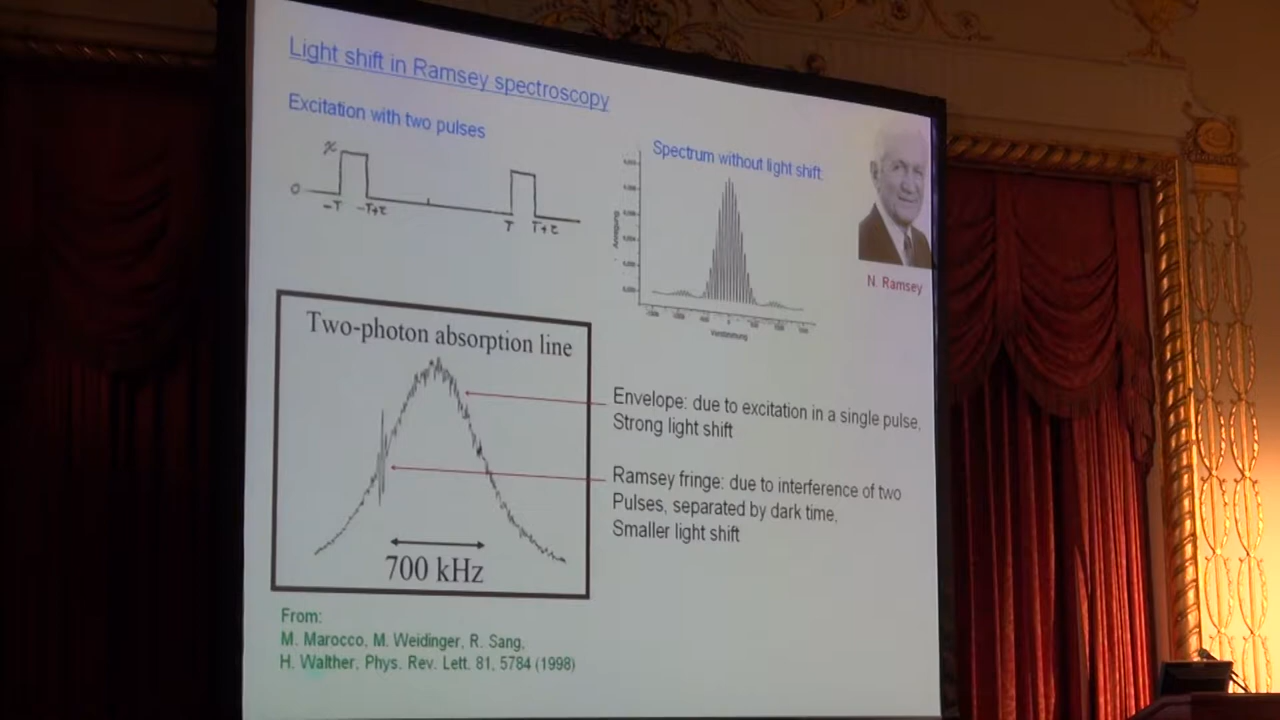 Light shift in Ramsey spectroscopy
Excitation with two pulses
0
-T
-T+τ
T
T+τ
Spectrum without light shift:
Verstimmung
N. Ramsey
Two-photon absorption line
700 kHz
Envelope: due to excitation in a single pulse,
Strong light shift
Ramsey fringe: due to interference of two
Pulses, separated by dark time,
Smaller light shift
From:
M. Marocco, M. Weidinger, R. Sang,
H. Walther, Phys. Rev. Lett. 81, 5784 (1998)